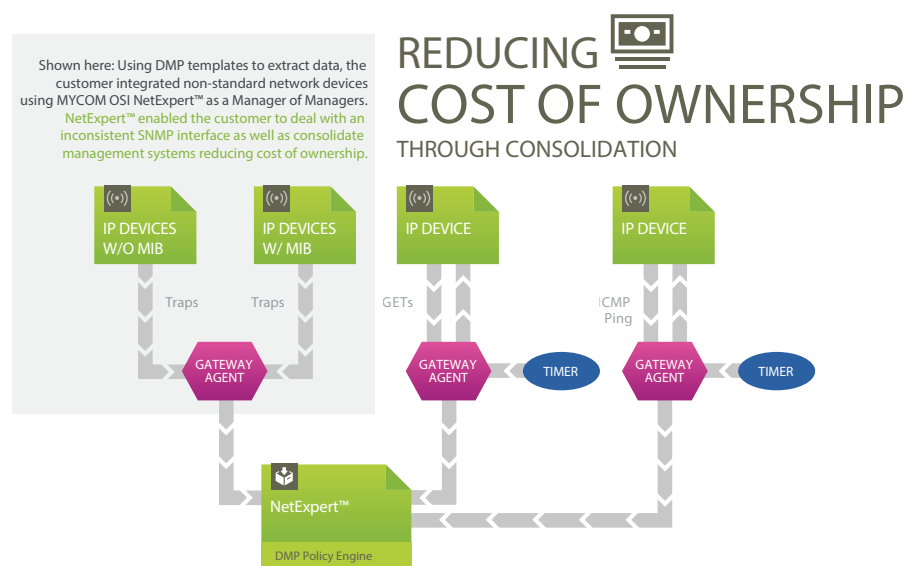 Shown here: Using DMP templates to extract data, the
customer integrated non-standard network devices
using MYCOM OSI NetExpert™ as a Manager of Managers.
NetExpert™ enabled the customer to deal with an
inconsistent SNMP interface as well as consolidate
management systems reducing cost of ownership.
REDUCING
COST OF OWNERSHIP
THROUGH CONSOLIDATION
IP DEVICES
W/O MIB
IP DEVICES
W/ MIB
IP DEVICE
IP DEVICE
Traps
Traps
GETs
ICMP
Ping
GATEWAY
AGENT
GATEWAY
AGENT
TIMER
GATEWAY
AGENT
TIMER
NetExpert™
DMP Policy Engine